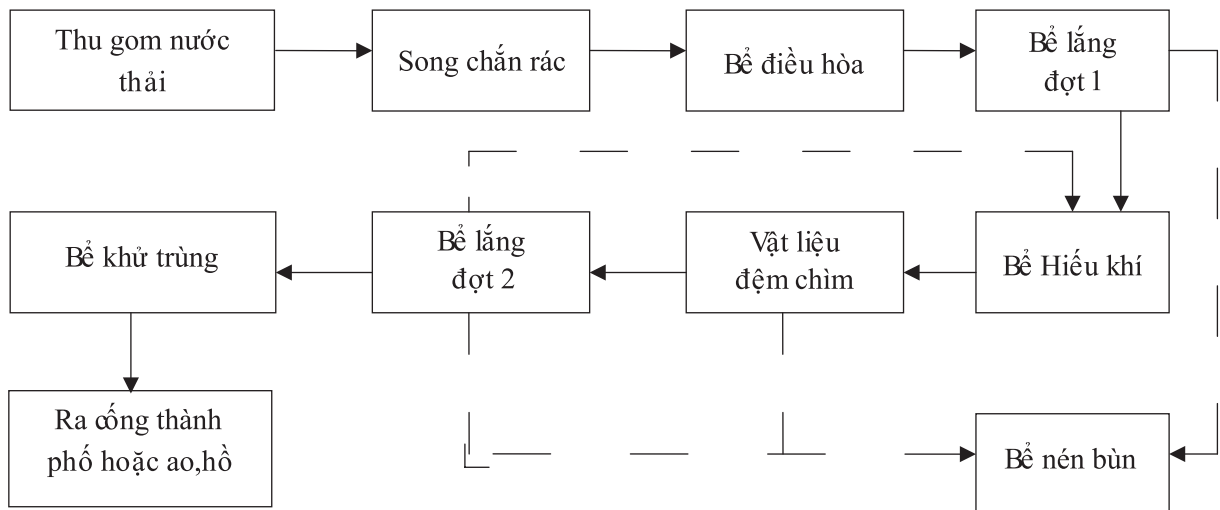 Thu gom nước
thải
Song chắn rác
Bể điều hòa
Bể lắng
đợt 1
Bể khử trùng
Bể lắng
đợt 2
Vật liệu
đệm chìm
Bể Hiếu khí
Ra cống thành
phố hoặc ao,hồ
Bể nén bùn